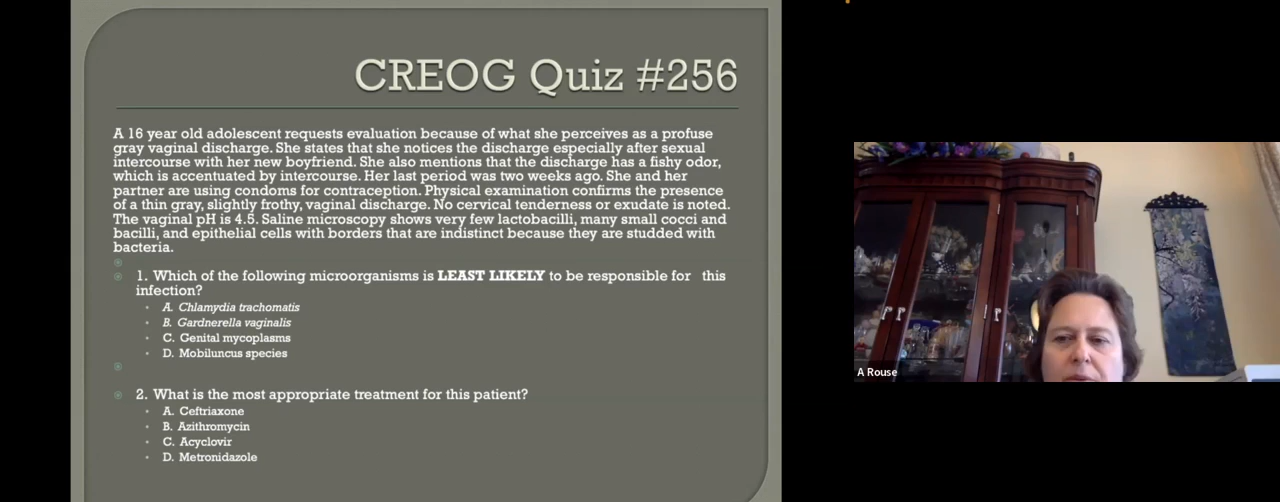 CREOG Quiz #256
A 16 year old adolescent requests evaluation because of what she perceives as a profuse
gray vaginal discharge. She states that she notices the discharge especially after sexual
intercourse with her new boyfriend. She also mentions that the discharge has a fishy odor,
which is accentuated by intercourse. Her last period was two weeks ago. She and her
partner are using condoms for contraception. Physical examination confirms the presence
of a thin gray, slightly frothy, vaginal discharge. No cervical tenderness or exudate is noted.
The vaginal pH is 4.5. Saline microscopy shows very few lactobacilli, many small cocci and
bacilli, and epithelial cells with borders that are indistinct because they are studded with
bacteria.
1. Which of the following microorganisms is LEAST LIKELY to be responsible for this
infection?
A. Chlamydia trachomatis
B. Gardnerella vaginalis
C. Genital mycoplasms
D. Mobiluncus species
2. What is the most appropriate treatment for this patient?
A. Ceftriaxone
B. Azithromycin
C. Acyclovir
D. Metronidazole
A Rouse